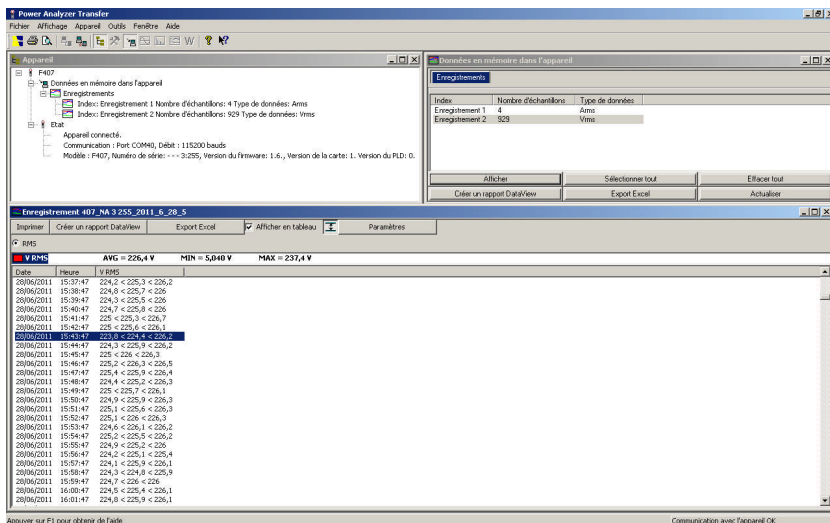 Power Analyzer Transfer
Fichier Affichage Appareil Outils Fenêtre Aide
Appareil
F407
Données en mémoire dans l'appareil
Enregistrements
Index: Enregistrement 1 Nombre d'échantillons: 4 Type de données: Arms
Index: Enregistrement 2 Nombre d'échantillons: 929 Type de données: Vrms
Etat
Appareil connecté.
Communication : Port COM40, Débit : 115200 bauds
Modèle : F407, Numéro de série: - - - 3:255, Version du firmware: 1.6., Version de la carte: 1. Version du PLD: 0.
Données en mémoire dans l'appareil
Enregistrements
Index Nombre d'échantillons Type de données
Enregistrement 1 4 Arms
Enregistrement 2 929 Vrms
Afficher Sélectionner tout Effacer tout
Créer un rapport DataView Export Excel Actualiser
Enregistrement 407_NA 3 255_2011_6_28_5
Imprimer Créer un rapport DataView Export Excel Afficher en tableau Paramètres
RMS
V RMS AVG = 226,4 V MIN = 5,040 V MAX = 237,4 V
Date Heure V RMS
28/06/2011 15:37:47 224,2 < 225,3 < 226,2
28/06/2011 15:38:47 224,8 < 225,7 < 226
28/06/2011 15:39:47 224,3 < 225,5 < 226
28/06/2011 15:40:47 224,7 < 225,8 < 226
28/06/2011 15:41:47 225 < 225,3 < 226,7
28/06/2011 15:42:47 225 < 225,6 < 226,1
28/06/2011 15:43:47 223,8 < 224,4 < 226,2
28/06/2011 15:44:47 224,3 < 225,9 < 226,2
28/06/2011 15:45:47 225 < 226 < 226,3
28/06/2011 15:46:47 225,2 < 226,3 < 226,5
28/06/2011 15:47:47 225,4 < 225,9 < 226,4
28/06/2011 15:48:47 224,4 < 225,2 < 226,3
28/06/2011 15:49:47 225 < 225,7 < 226,1
28/06/2011 15:50:47 224,9 < 225,9 < 226,3
28/06/2011 15:51:47 225,1 < 225,6 < 226,3
28/06/2011 15:52:47 225,1 < 226 < 226,3
28/06/2011 15:53:47 224,6 < 226,1 < 226,2
28/06/2011 15:54:47 225,2 < 225,5 < 226,2
28/06/2011 15:55:47 224,9 < 225,2 < 226
28/06/2011 15:56:47 224,2 < 225,1 < 225,4
28/06/2011 15:57:47 224,1 < 225,9 < 226,1
28/06/2011 15:58:47 224,3 < 224,8 < 225,9
28/06/2011 15:59:47 224,7 < 226 < 226
28/06/2011 16:00:47 224,5 < 225,4 < 226,1
28/06/2011 16:01:47 224,8 < 225,9 < 226,1
Appuyer sur F1 pour obtenir de l'aide Communication avec l'appareil OK